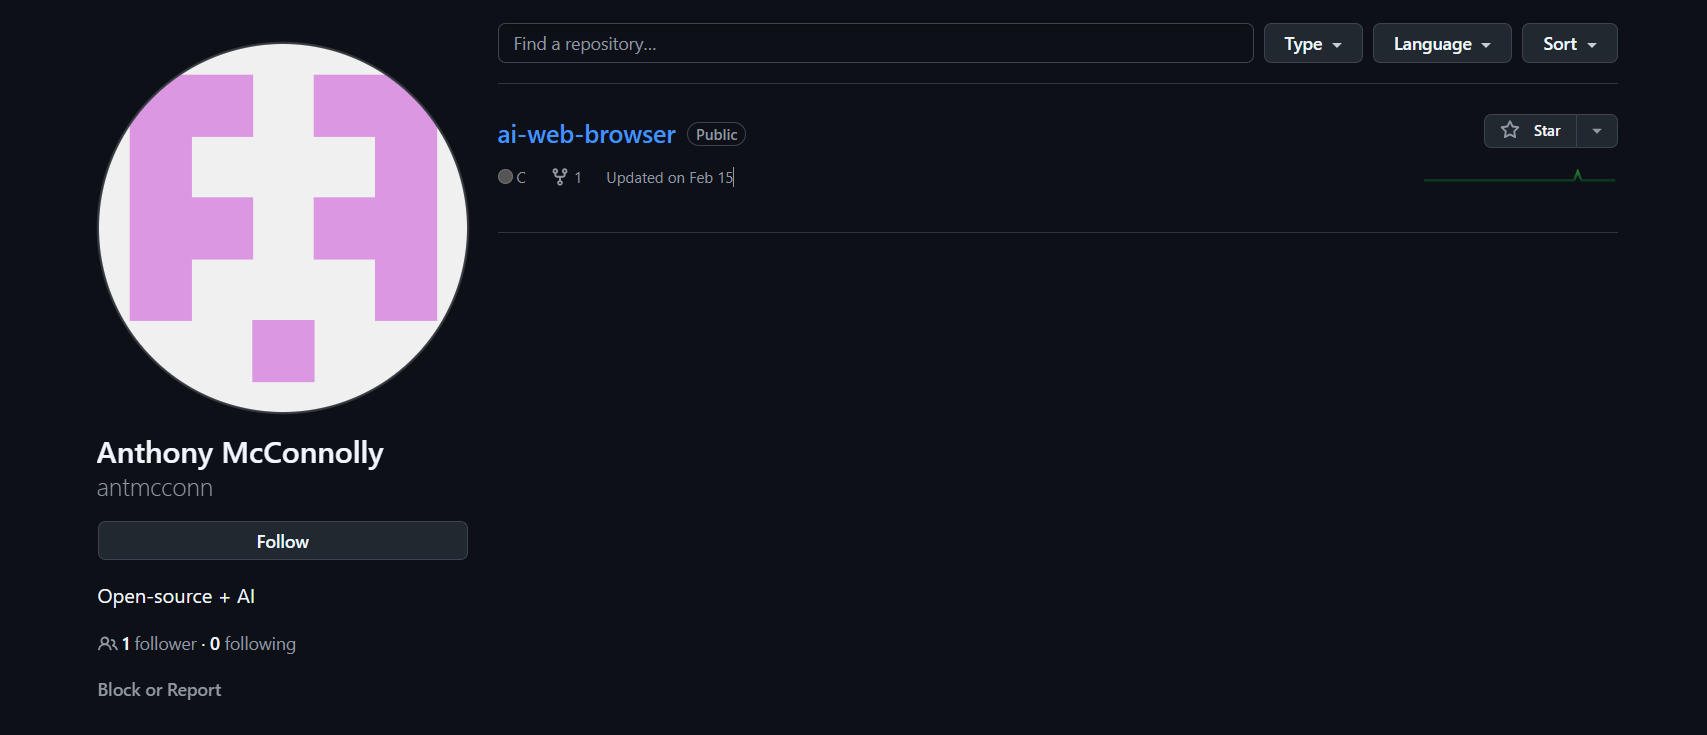 Find a repository...
Type
Language
Sort
ai-web-browser
Public
Star
C
1
Updated on Feb 15
Anthony McConnolly
antmcconn
Follow
Open-source + AI
1 follower · 0 following
Block or Report